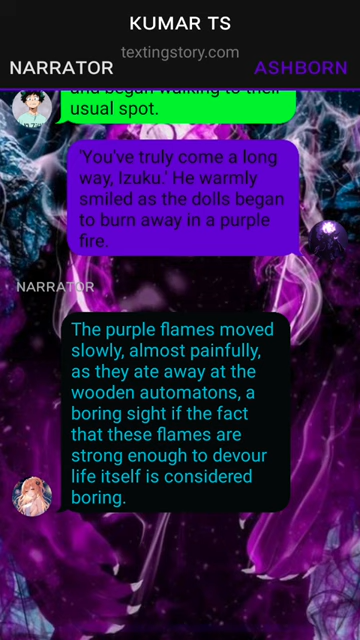 KUMAR TS
textingstory.com
NARRATOR
ASHBORN
and began walking to their
usual spot.
'You've truly come a long
way, Izuku.' He warmly
smiled as the dolls began
to burn away in a purple
fire.
NARRATOR
The purple flames moved
slowly, almost painfully,
as they ate away at the
wooden automatons, a
boring sight if the fact
that these flames are
strong enough to devour
life itself is considered
boring.